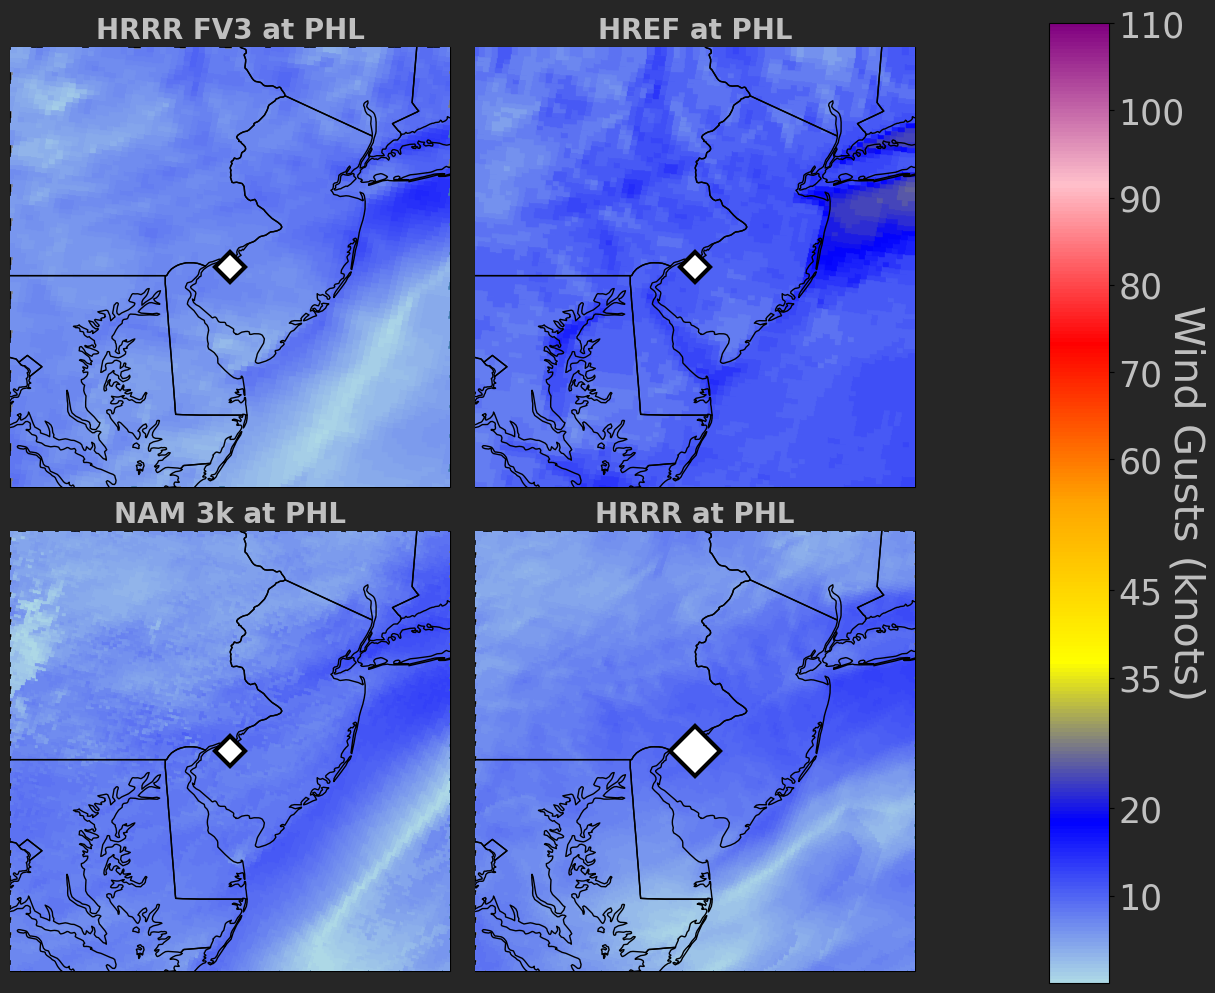 HRRR FV3 at PHL
HREF at PHL
NAM 3k at PHL
HRRR at PHL
110
100
90
80
70
60
45
35
20
10
Wind Gusts (knots)